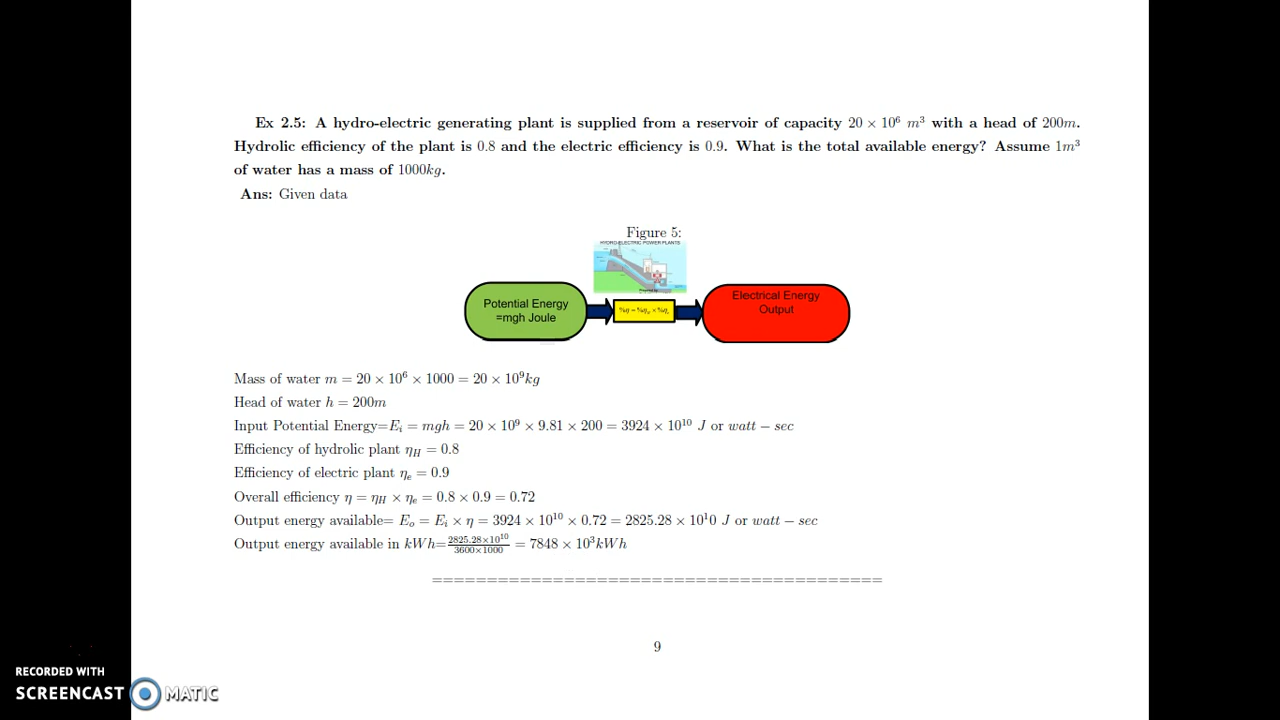 Ex 2.5: A hydro-electric generating plant is supplied from a reservoir of capacity 20 × 10⁶ m³ with a head of 200m.
Hydrolic efficiency of the plant is 0.8 and the electric efficiency is 0.9. What is the total available energy? Assume 1m³
of water has a mass of 1000kg.
Ans: Given data
Figure 5:
HYDRO-ELECTRIC POWER PLANTS
Potential Energy
=mgh Joule
Electrical Energy
Output
Mass of water m = 20 × 10⁶ × 1000 = 20 × 10⁹kg
Head of water h = 200m
Input Potential Energy=Eᵢ = mgh = 20 × 10⁹ × 9.81 × 200 = 3924 × 10¹⁰ J or watt − sec
Efficiency of hydrolic plant η_H = 0.8
Efficiency of electric plant ηₑ = 0.9
Overall efficiency η = η_H × ηₑ = 0.8 × 0.9 = 0.72
Output energy available= Eₒ = Eᵢ × η = 3924 × 10¹⁰ × 0.72 = 2825.28 × 10¹0 J or watt − sec
Output energy available in kWh= 2825.28×10¹⁰ / 3600×1000 = 7848 × 10³kWh
=========================================
9
RECORDED WITH
SCREENCAST MATIC